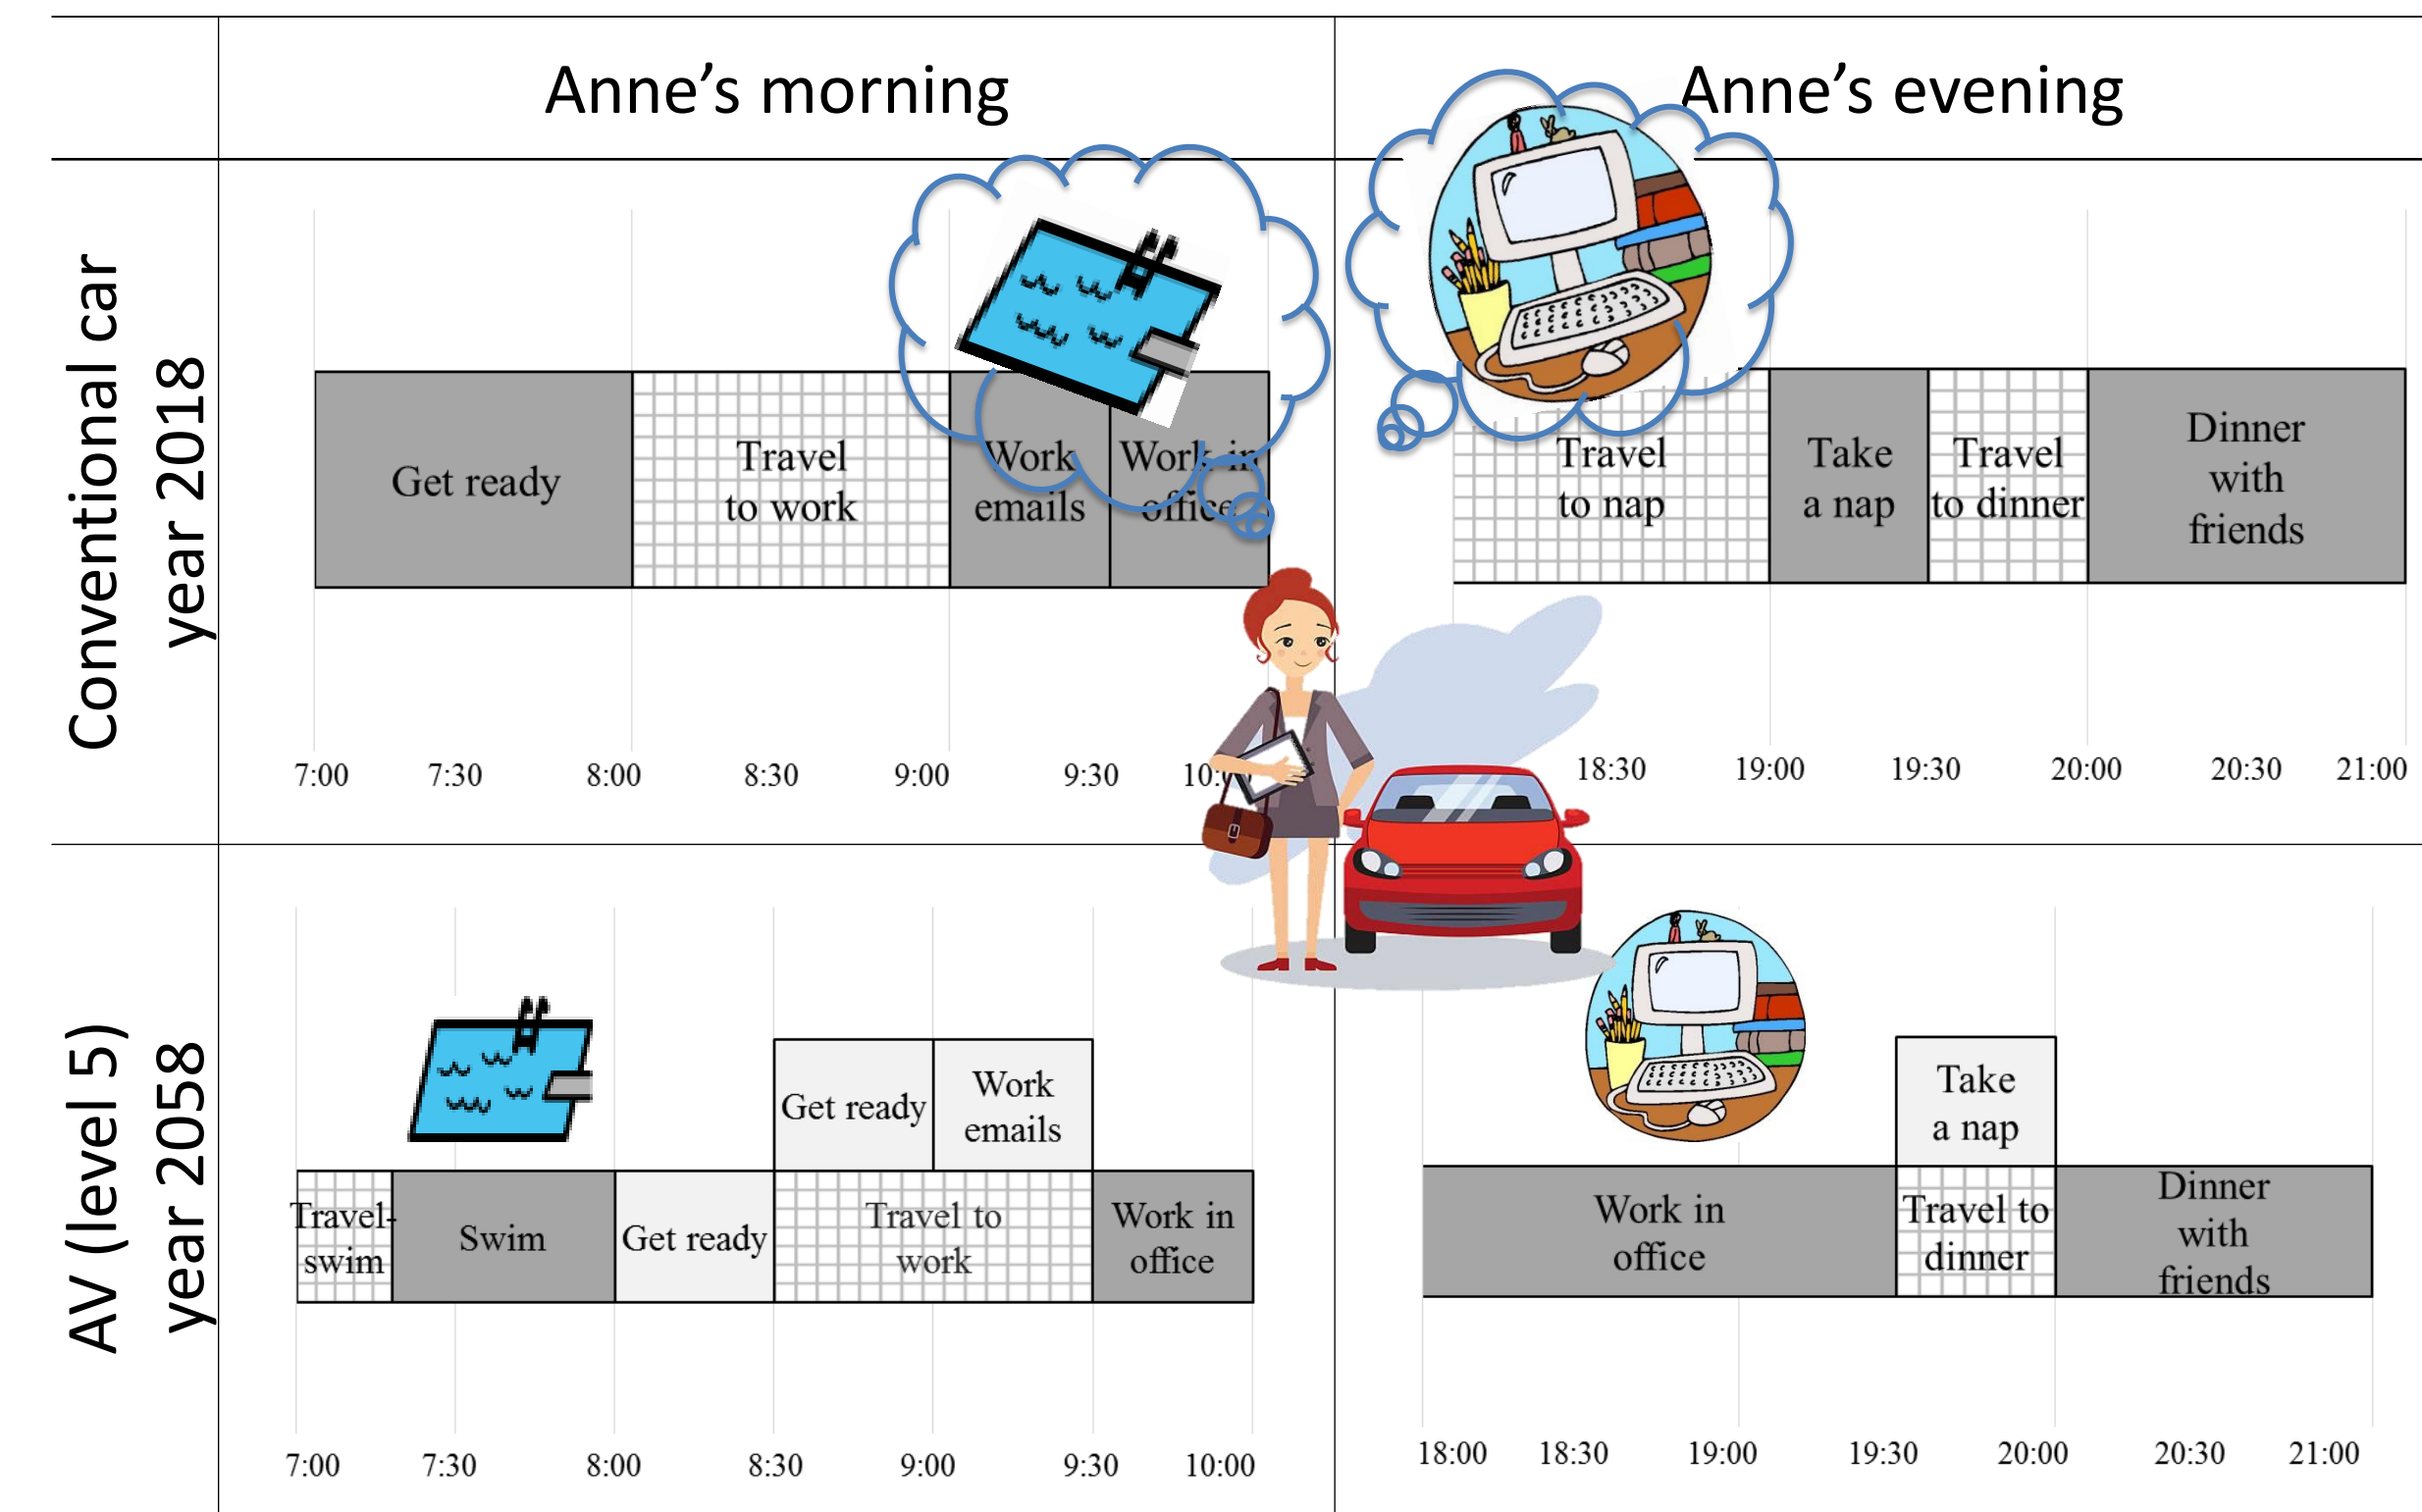 Anne's morning
Anne's evening
Conventional car
year 2018
Get ready
Travel
to work
Work
emails
Work in
office
7:00 7:30 8:00 8:30 9:00 9:30
Travel
to nap
Take
a nap
Travel
to dinner
Dinner
with
friends
18:30 19:00 19:30 20:00 20:30 21:00
AV (level 5)
year 2058
Get ready
Work
emails
Travel-
swim
Swim
Get ready
Travel to
work
Work in
office
7:00 7:30 8:00 8:30 9:00 9:30 10:00
Take
a nap
Work in
office
Travel to
dinner
Dinner
with
friends
18:00 18:30 19:00 19:30 20:00 20:30 21:00